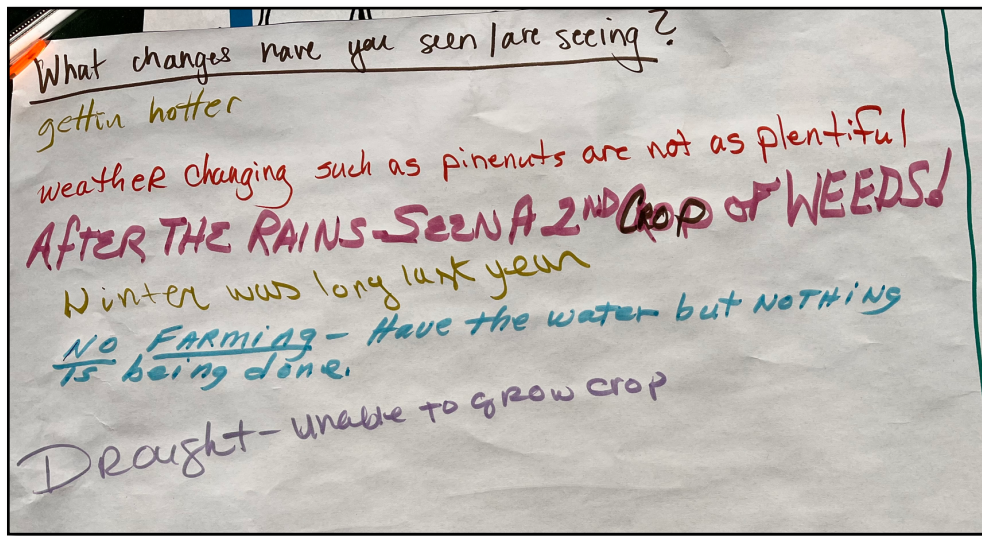 What changes have you seen/are seeing?
gettin hotter
weather changing such as pinenuts are not as plentiful
AFTER THE RAINS-SEEN A 2ND CROP of WEEDS!
Winter was long last year
NO FARMING - Have the water but NOTHING
Is being done.
Drought - unable to grow crop